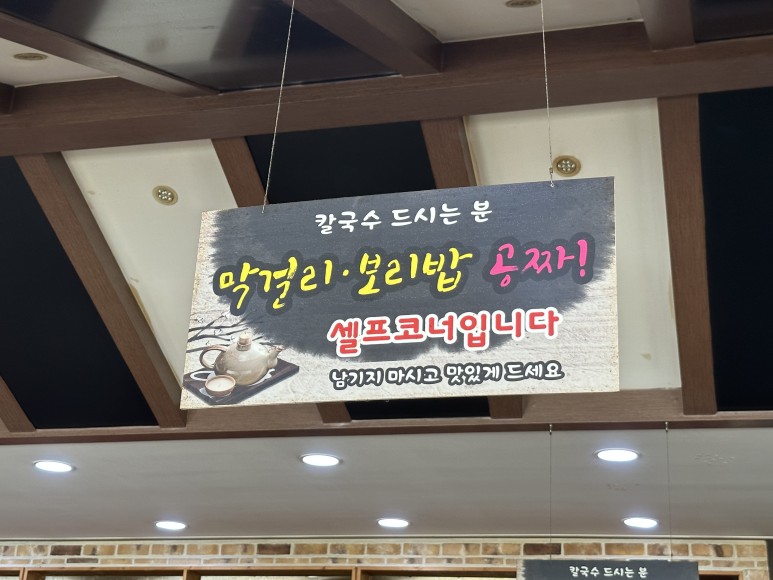 칼국수 드시는 분
막걸리·보리밥 공짜!
셀프코너입니다
남기지 마시고 맛있게 드세요
칼국수 드시는 분